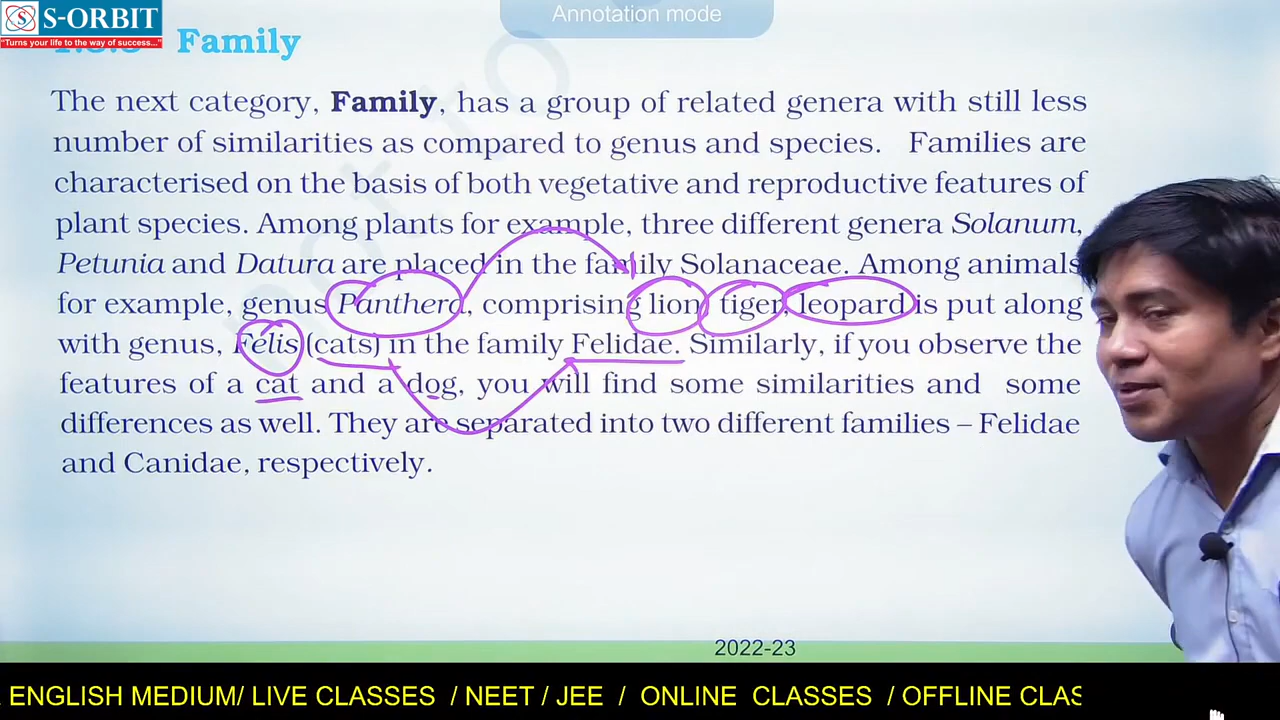 S-ORBIT
"Turns your life to the way of success..."
Annotation mode
Family
The next category, Family, has a group of related genera with still less
number of similarities as compared to genus and species. Families are
characterised on the basis of both vegetative and reproductive features of
plant species. Among plants for example, three different genera Solanum,
Petunia and Datura are placed in the family Solanaceae. Among animals
for example, genus Panthera, comprising lion, tiger, leopard is put along
with genus, Felis (cats) in the family Felidae. Similarly, if you observe the
features of a cat and a dog, you will find some similarities and some
differences as well. They are separated into two different families – Felidae
and Canidae, respectively.
2022-23
ENGLISH MEDIUM/ LIVE CLASSES / NEET / JEE / ONLINE CLASSES / OFFLINE CLAS